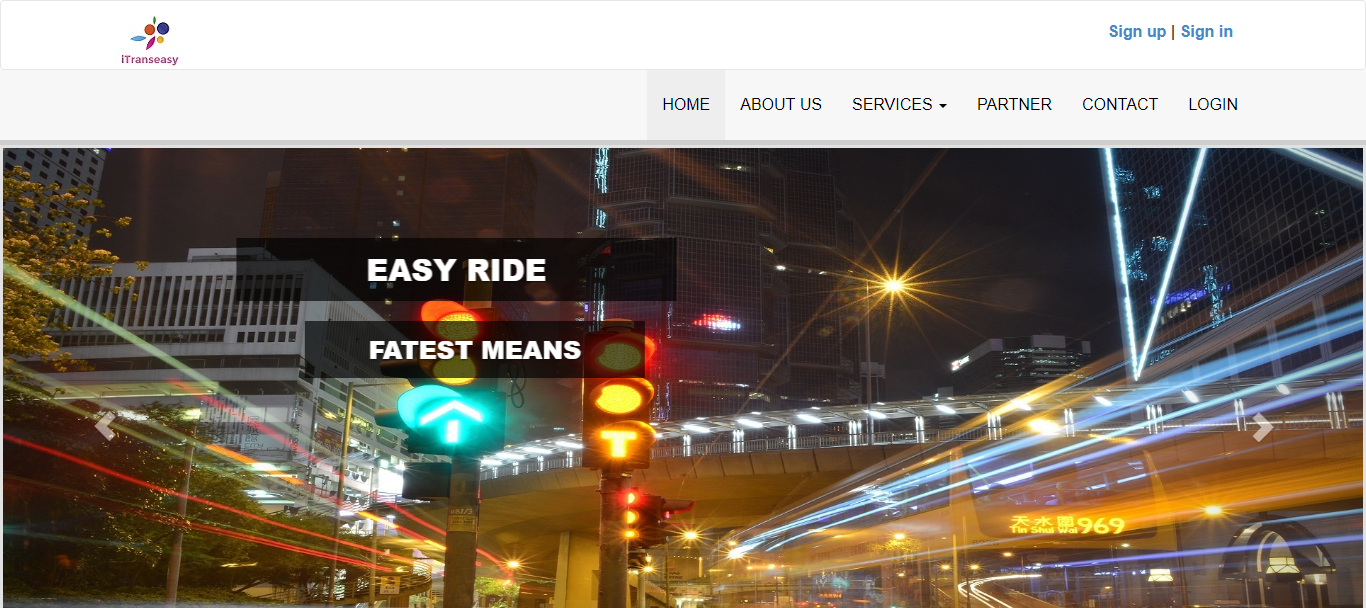 iTranseasy
Sign up | Sign in
HOME ABOUT US SERVICES PARTNER CONTACT LOGIN
EASY RIDE
FATEST MEANS
天水圍 969
Tin Shui Wai